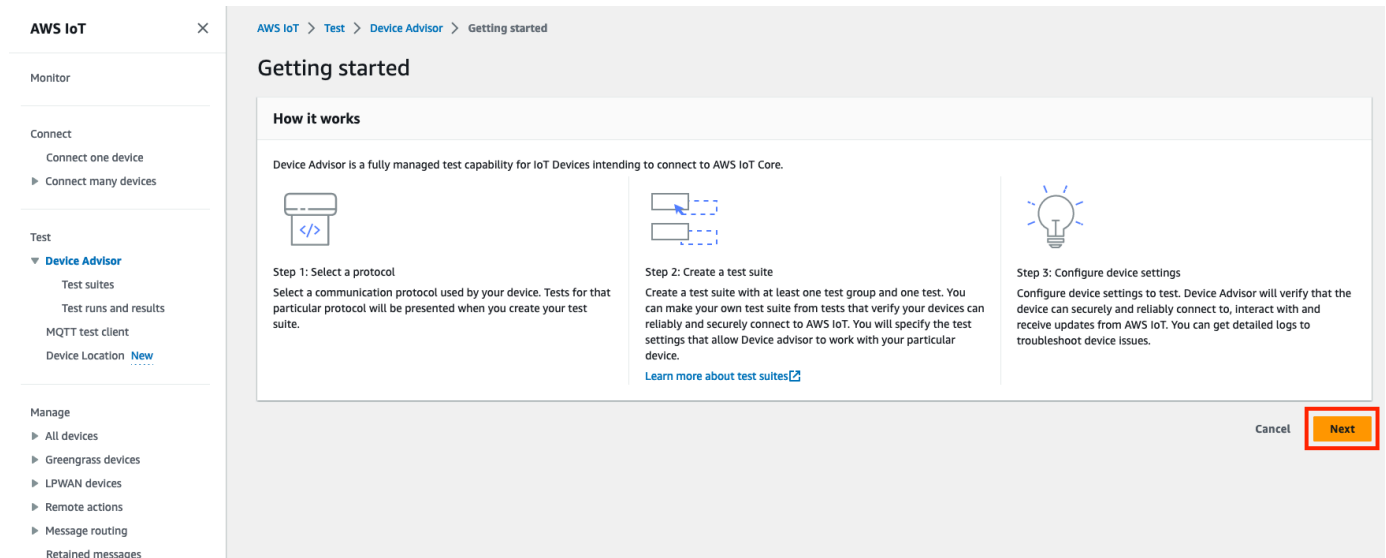 AWS IoT
Monitor
Connect
Connect one device
Connect many devices
Test
Device Advisor
Test suites
Test runs and results
MQTT test client
Device Location New
Manage
All devices
Greengrass devices
LPWAN devices
Remote actions
Message routing
Retained messages
AWS IoT > Test > Device Advisor > Getting started
Getting started
How it works
Device Advisor is a fully managed test capability for IoT Devices intending to connect to AWS IoT Core.
</>
Step 1: Select a protocol
Select a communication protocol used by your device. Tests for that
particular protocol will be presented when you create your test
suite.
Step 2: Create a test suite
Create a test suite with at least one test group and one test. You
can make your own test suite from tests that verify your devices can
reliably and securely connect to AWS IoT. You will specify the test
settings that allow Device advisor to work with your particular
device.
Learn more about test suites
Step 3: Configure device settings
Configure device settings to test. Device Advisor will verify that the
device can securely and reliably connect to, interact with and
receive updates from AWS IoT. You can get detailed logs to
troubleshoot device issues.
Cancel
Next